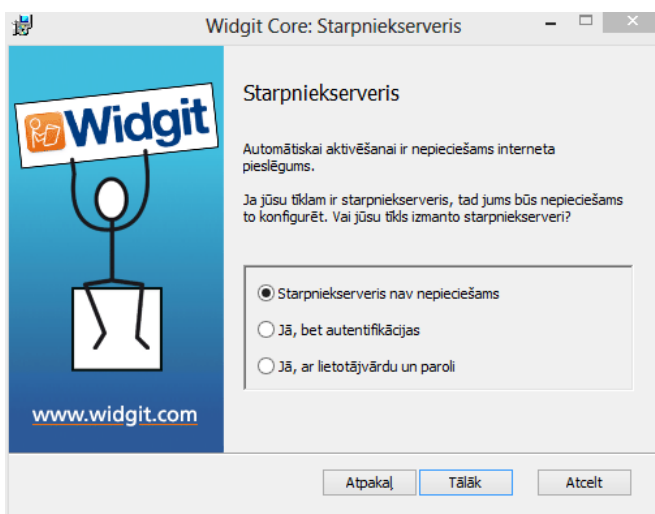 Widgit Core: Starpniekserveris
Widgit
Starpniekserveris
Automātiskai aktivēšanai ir nepieciešams interneta
pieslēgums.
Ja jūsu tīklam ir starpniekserveris, tad jums būs nepieciešams
to konfigurēt. Vai jūsu tīkls izmanto starpniekserveri?
Starpniekserveris nav nepieciešams
Jā, bet autentifikācijas
Jā, ar lietotājvārdu un paroli
www.widgit.com
Atpakaļ
Tālāk
Atcelt